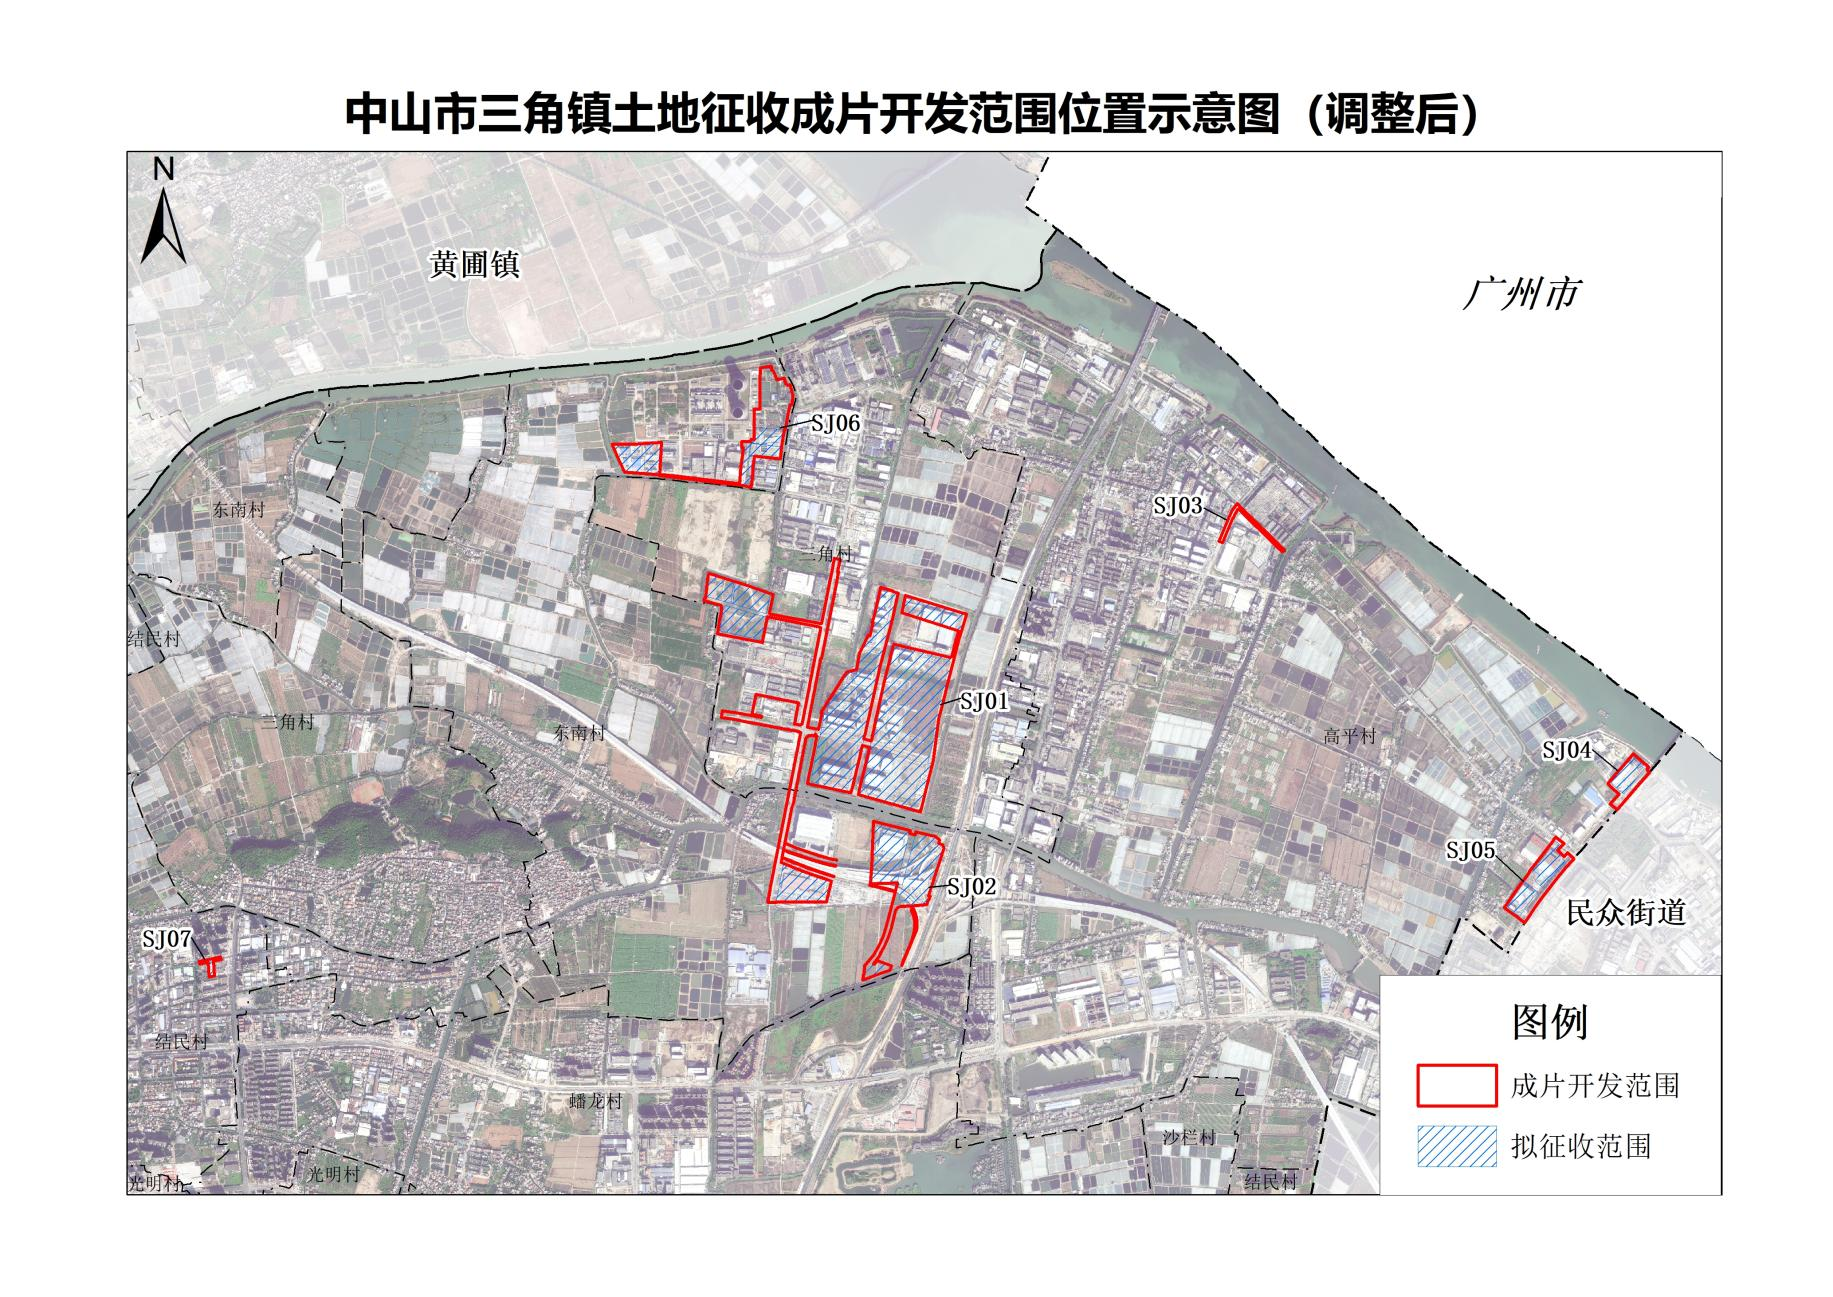 中山市三角镇土地征收成片开发范围位置示意图（调整后）
N
黄圃镇
广州市
SJ06
东南村
SJ03
三角村
结民村
SJ01
三角村
东南村
高平村
SJ04
SJ05
SJ02
民众街道
SJ07
结民村
图例
成片开发范围
蟠龙村
沙栏村
拟征收范围
光明村
光明村
结民村